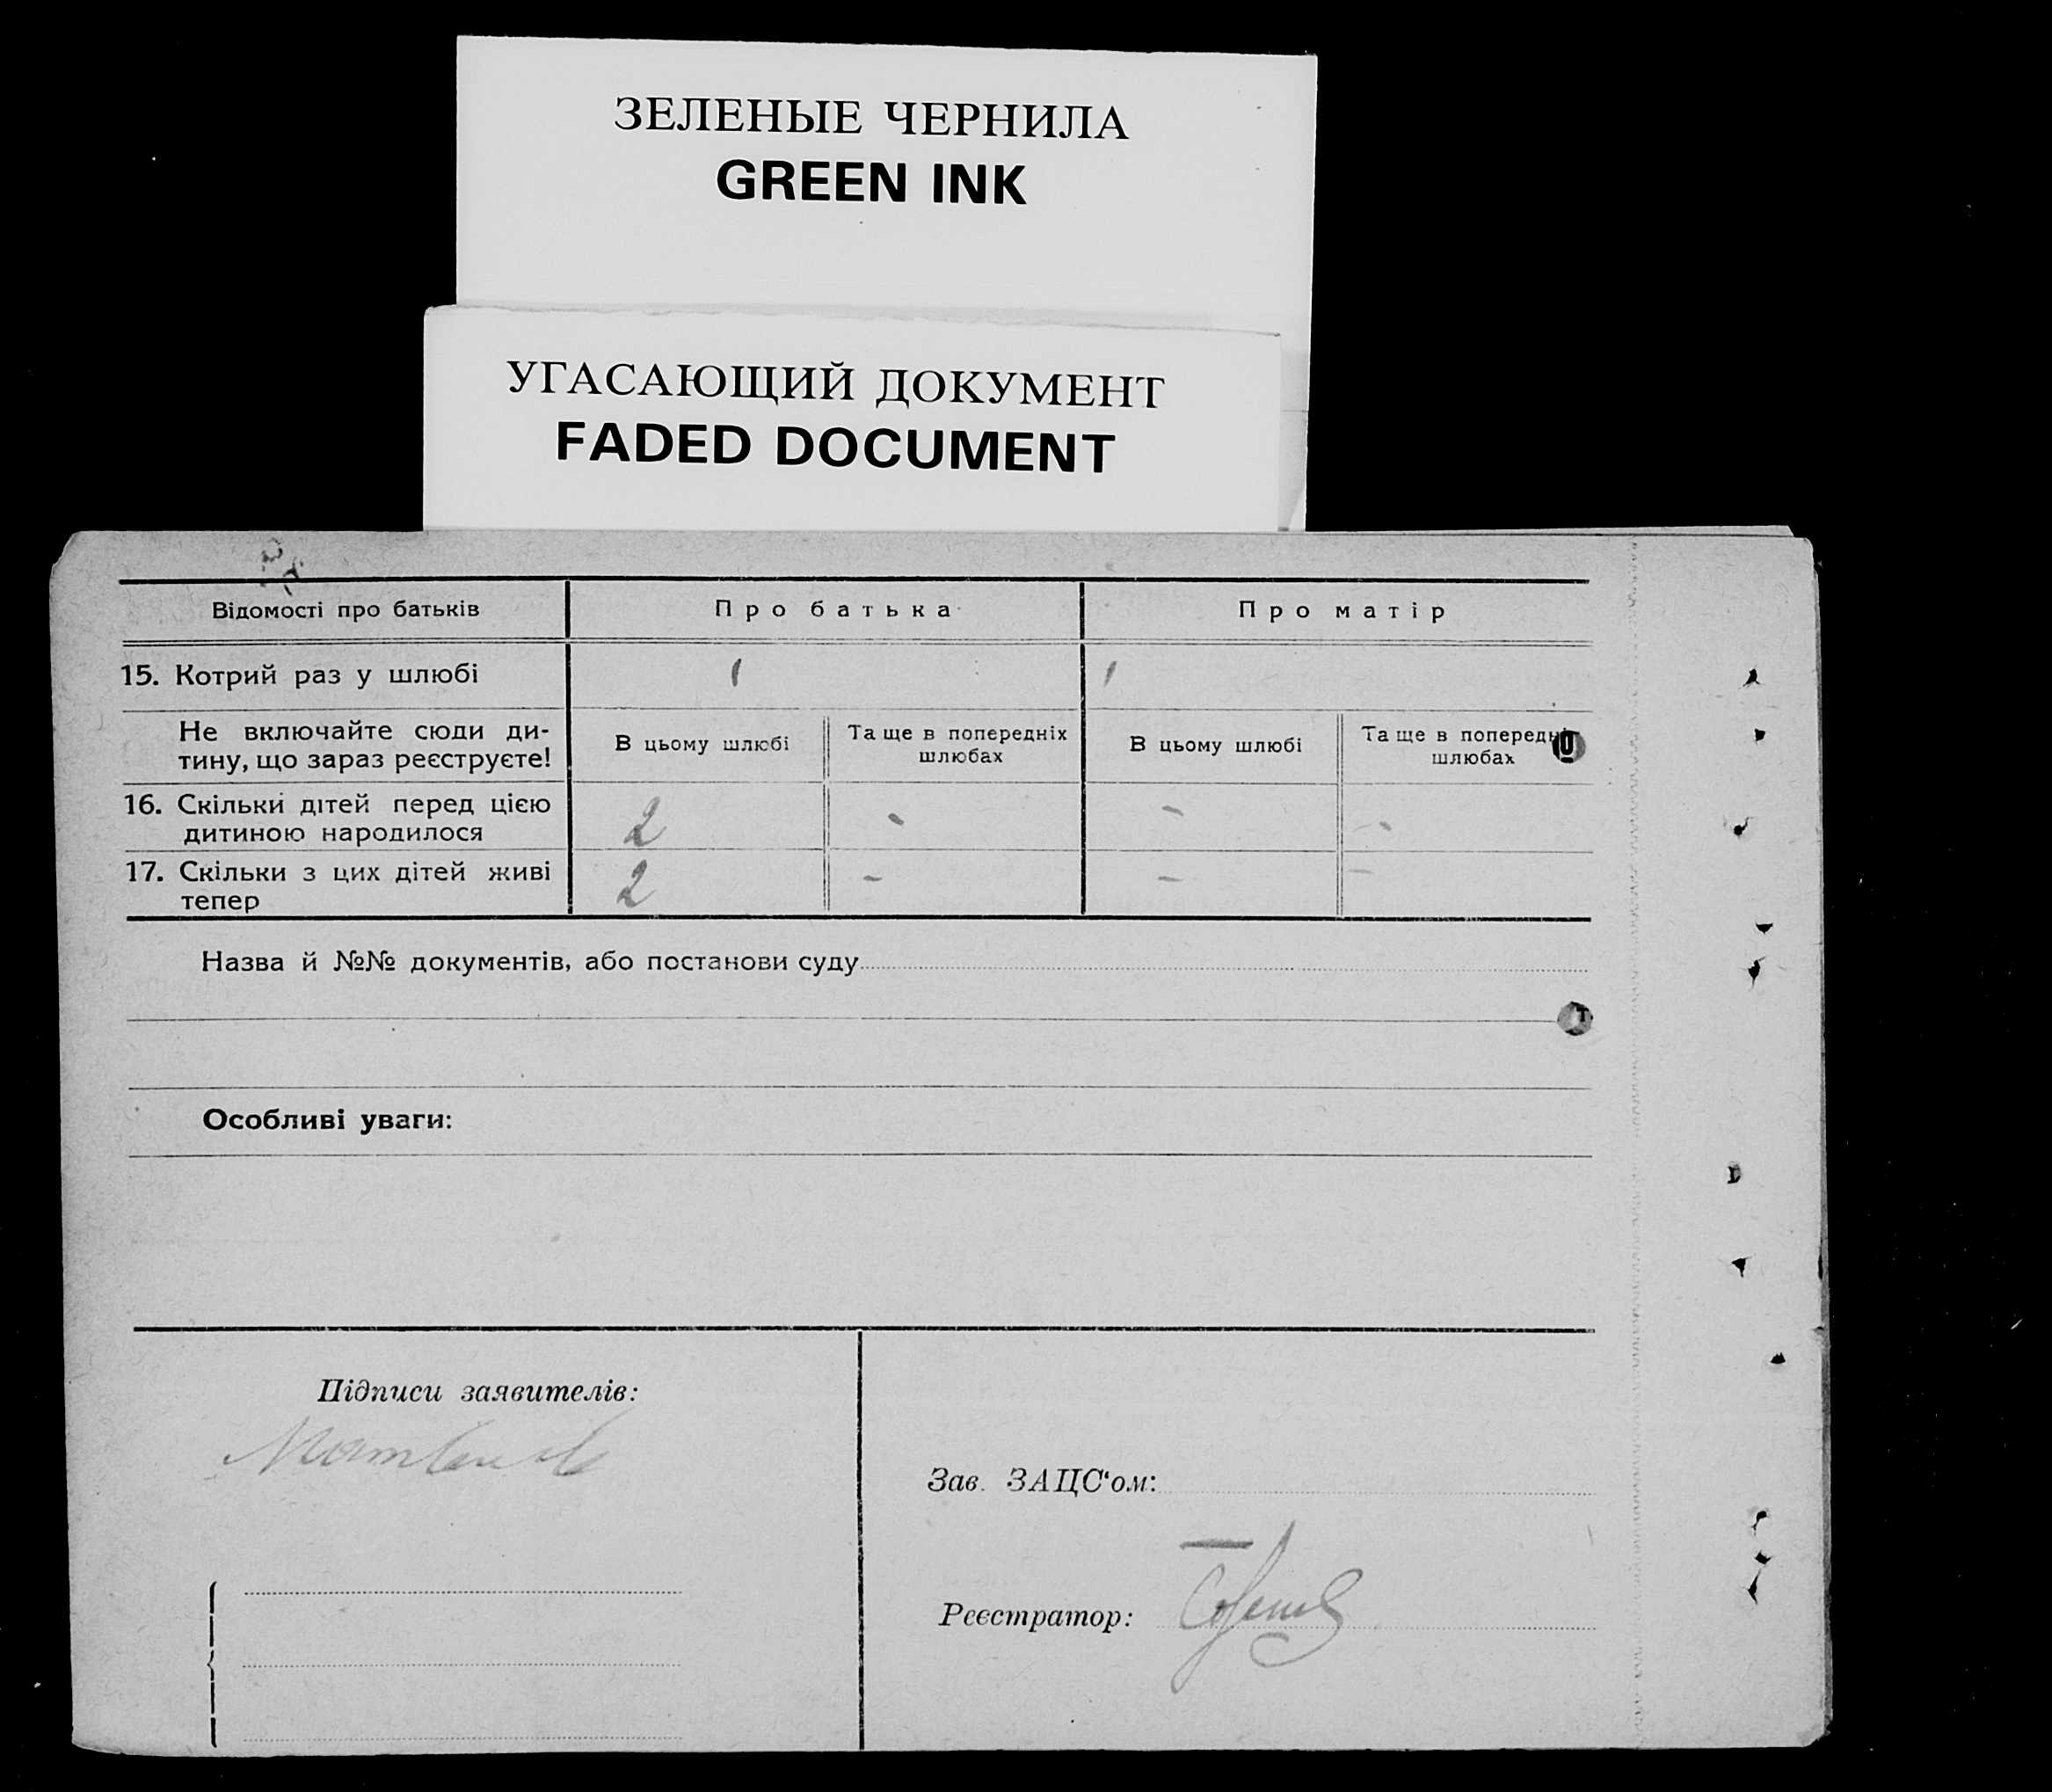 ЗЕЛЕНЫЕ ЧЕРНИЛА
GREEN INK
УГАСАЮЩИЙ ДОКУМЕНТ
FADED DOCUMENT
Відомості про батьків Про батька Про матір
15. Котрий раз у шлюбі 1 1
Не включайте сюди ди-
тину, що зараз реєструєте!
В цьому шлюбі
Та ще в попередніх
шлюбах
В цьому шлюбі
Та ще в попередніх
шлюбах
16. Скільки дітей перед цією
дитиною народилося
2 - - -
17. Скільки з цих дітей живі
тепер
2 - - -
Назва й №№ документів, або постанови суду
Особливі уваги:
Підписи заявителів:
Зав. ЗАЦС'ом:
Реєстратор: